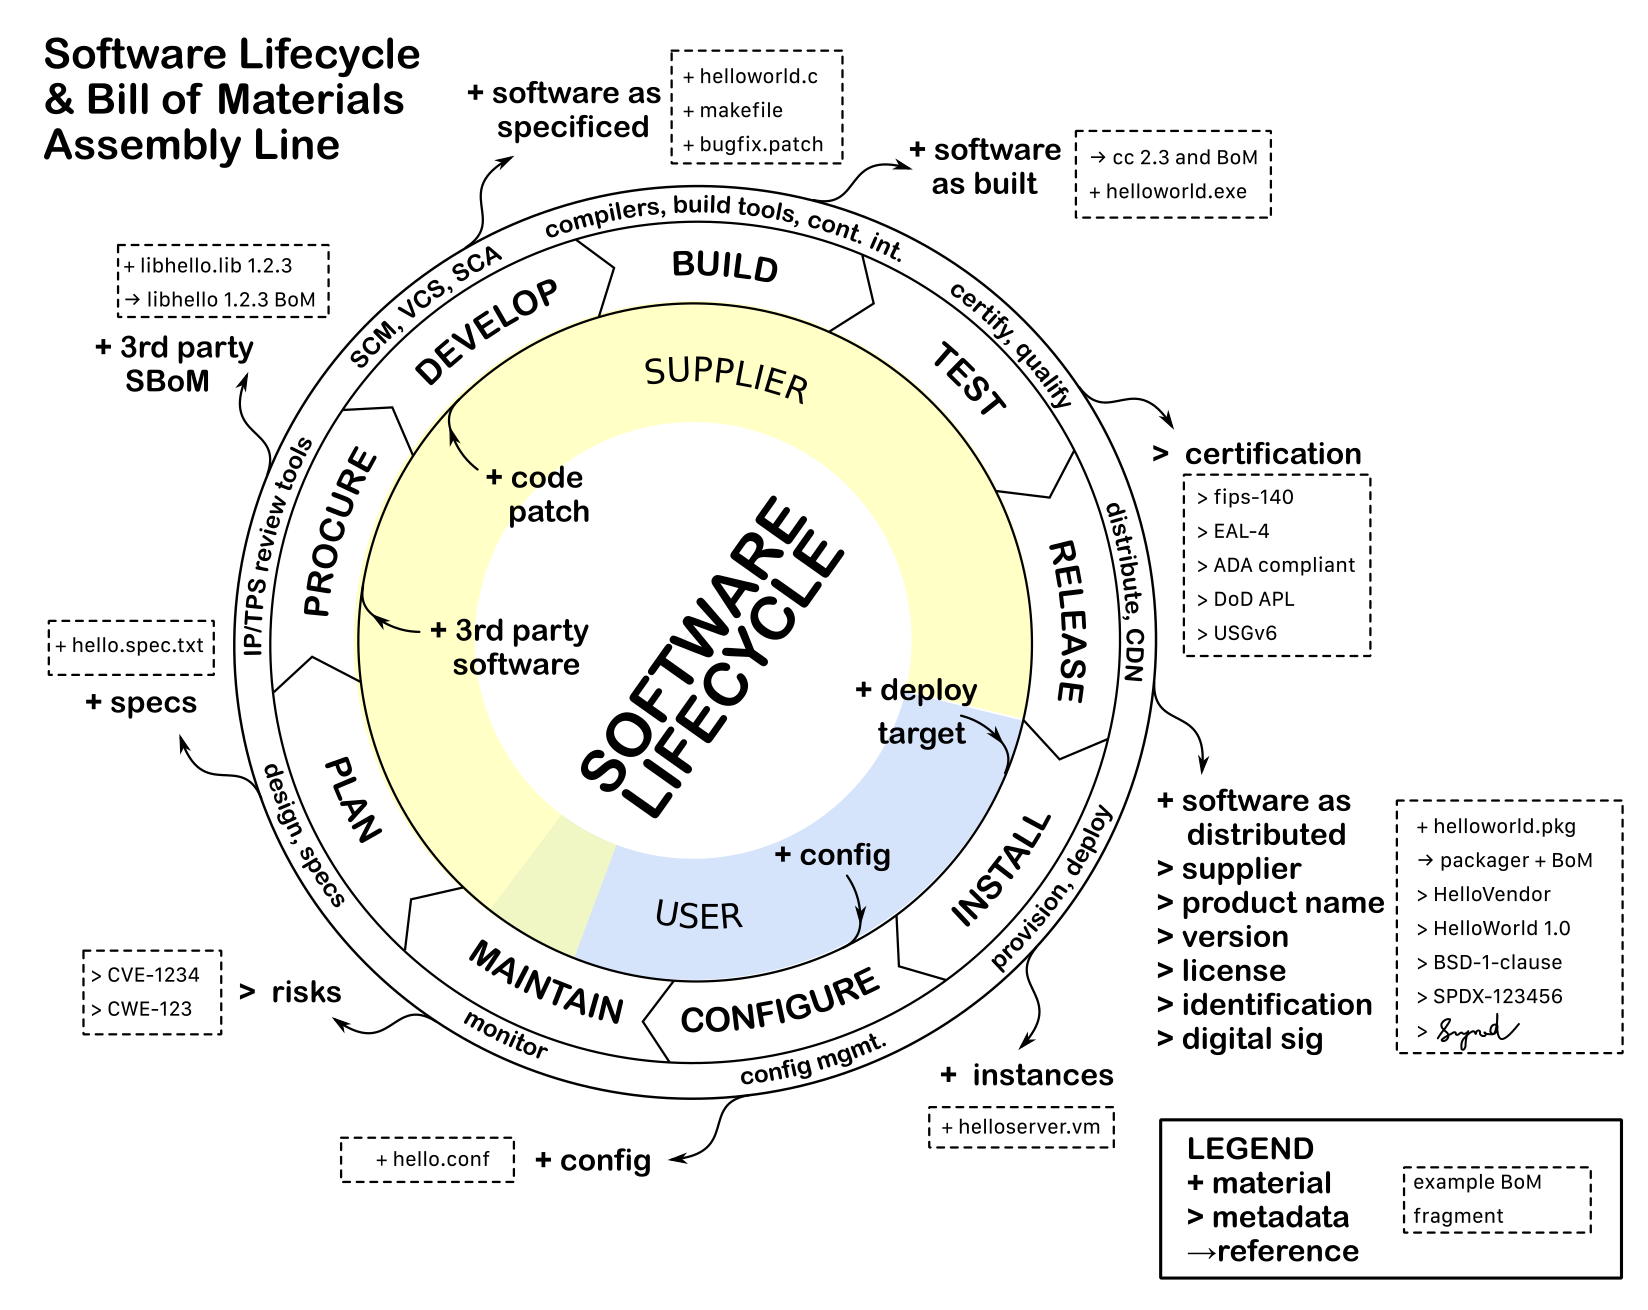 Software Lifecycle
& Bill of Materials
Assembly Line
+ software as
specificed
+ helloworld.c
+ makefile
+ bugfix.patch
+ software
as built
→ cc 2.3 and BoM
+ helloworld.exe
+ libhello.lib 1.2.3
→ libhello 1.2.3 BoM
+ 3rd party
SBoM
SCM, VCS, SCA
compilers, build tools, cont. int.
certify, qualify
distribute, CDN
provision, deploy
config mgmt.
monitor
design, specs
IP/TPS review tools
DEVELOP
BUILD
TEST
RELEASE
INSTALL
CONFIGURE
MAINTAIN
PLAN
PROCURE
SUPPLIER
+ code
patch
+ 3rd party
software
SOFTWARE
LIFECYCLE
+ deploy
target
+ config
USER
> certification
> fips-140
> EAL-4
> ADA compliant
> DoD APL
> USGv6
+ hello.spec.txt
+ specs
+ software as
distributed
> supplier
> product name
> version
> license
> identification
> digital sig
+ helloworld.pkg
→ packager + BoM
> HelloVendor
> HelloWorld 1.0
> BSD-1-clause
> SPDX-123456
> Signed
> CVE-1234
> CWE-123
> risks
+ instances
+ helloserver.vm
+ hello.conf
+ config
LEGEND
+ material
> metadata
→reference
example BoM
fragment